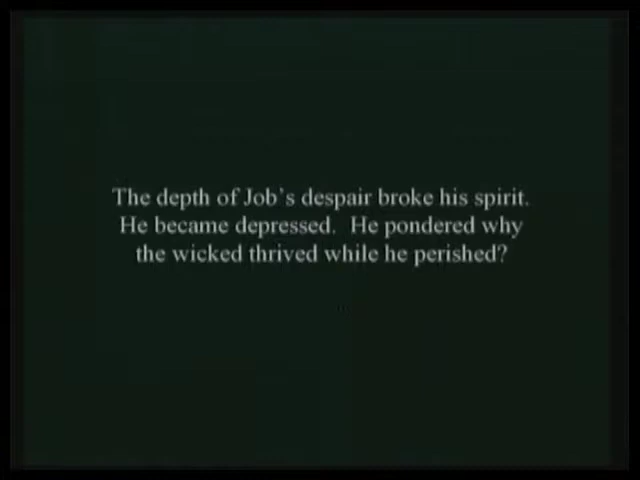 The depth of Job's despair broke his spirit.
He became depressed.  He pondered why
the wicked thrived while he perished?